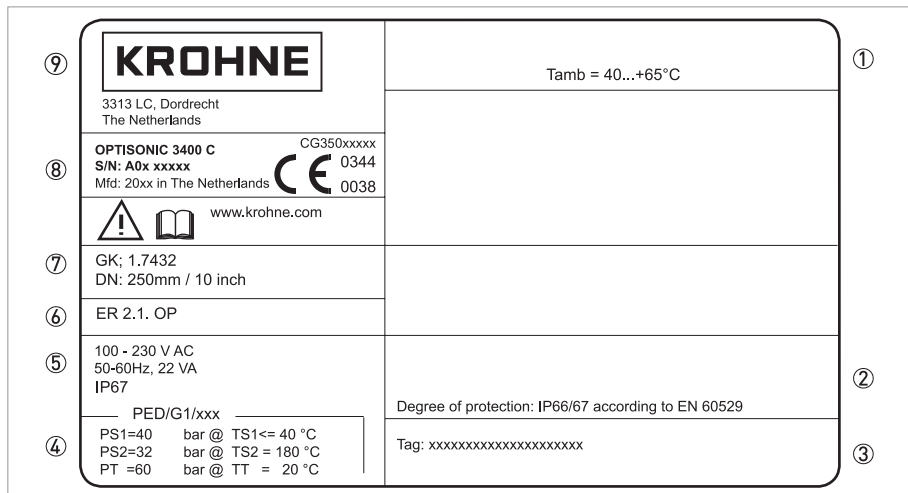 ⑨
KROHNE
3313 LC, Dordrecht
The Netherlands
⑧
OPTISONIC 3400 C
S/N: A0x xxxxx
Mfd: 20xx in The Netherlands
CG350xxxxx
CE
0344
0038
www.krohne.com
⑦
GK; 1.7432
DN: 250mm / 10 inch
⑥
ER 2.1. OP
⑤
100 - 230 V AC
50-60Hz, 22 VA
IP67
④
PED/G1/xxx
PS1=40 bar @ TS1<= 40 °C
PS2=32 bar @ TS2 = 180 °C
PT =60 bar @ TT = 20 °C
①
Tamb = 40...+65°C
②
Degree of protection: IP66/67 according to EN 60529
③
Tag: xxxxxxxxxxxxxxxxxxxxx